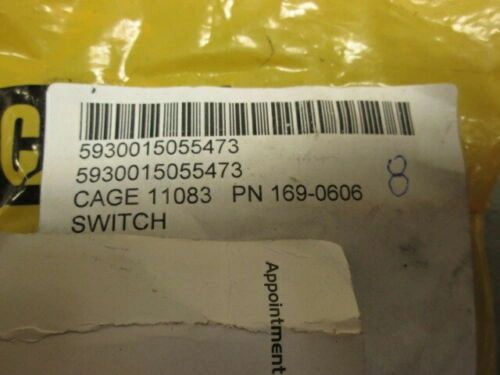 C
5930015055473
5930015055473
CAGE 11083 PN 169-0606
SWITCH
8
Appointment